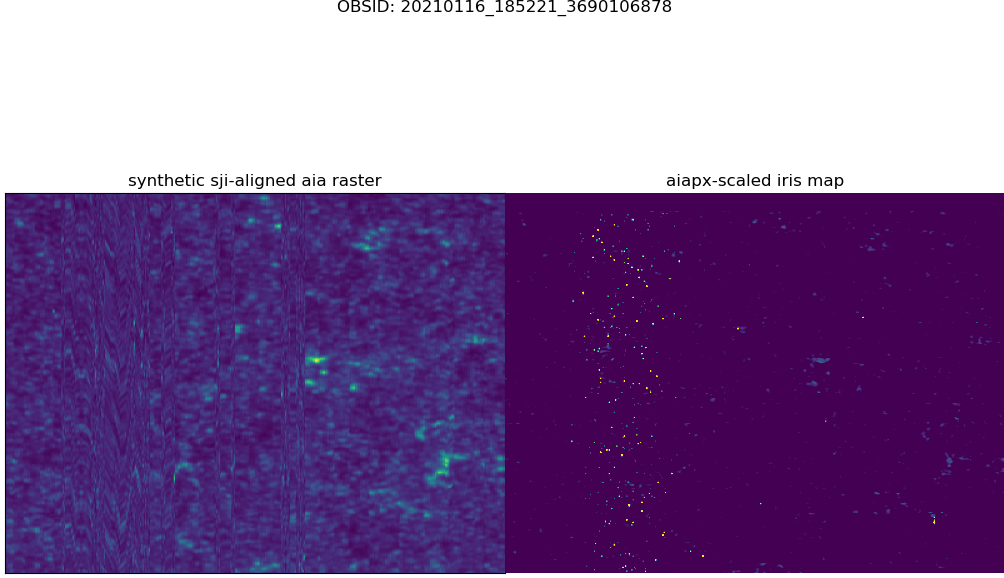 OBSID: 20210116_185221_3690106878
synthetic sji-aligned aia raster
aiapx-scaled iris map